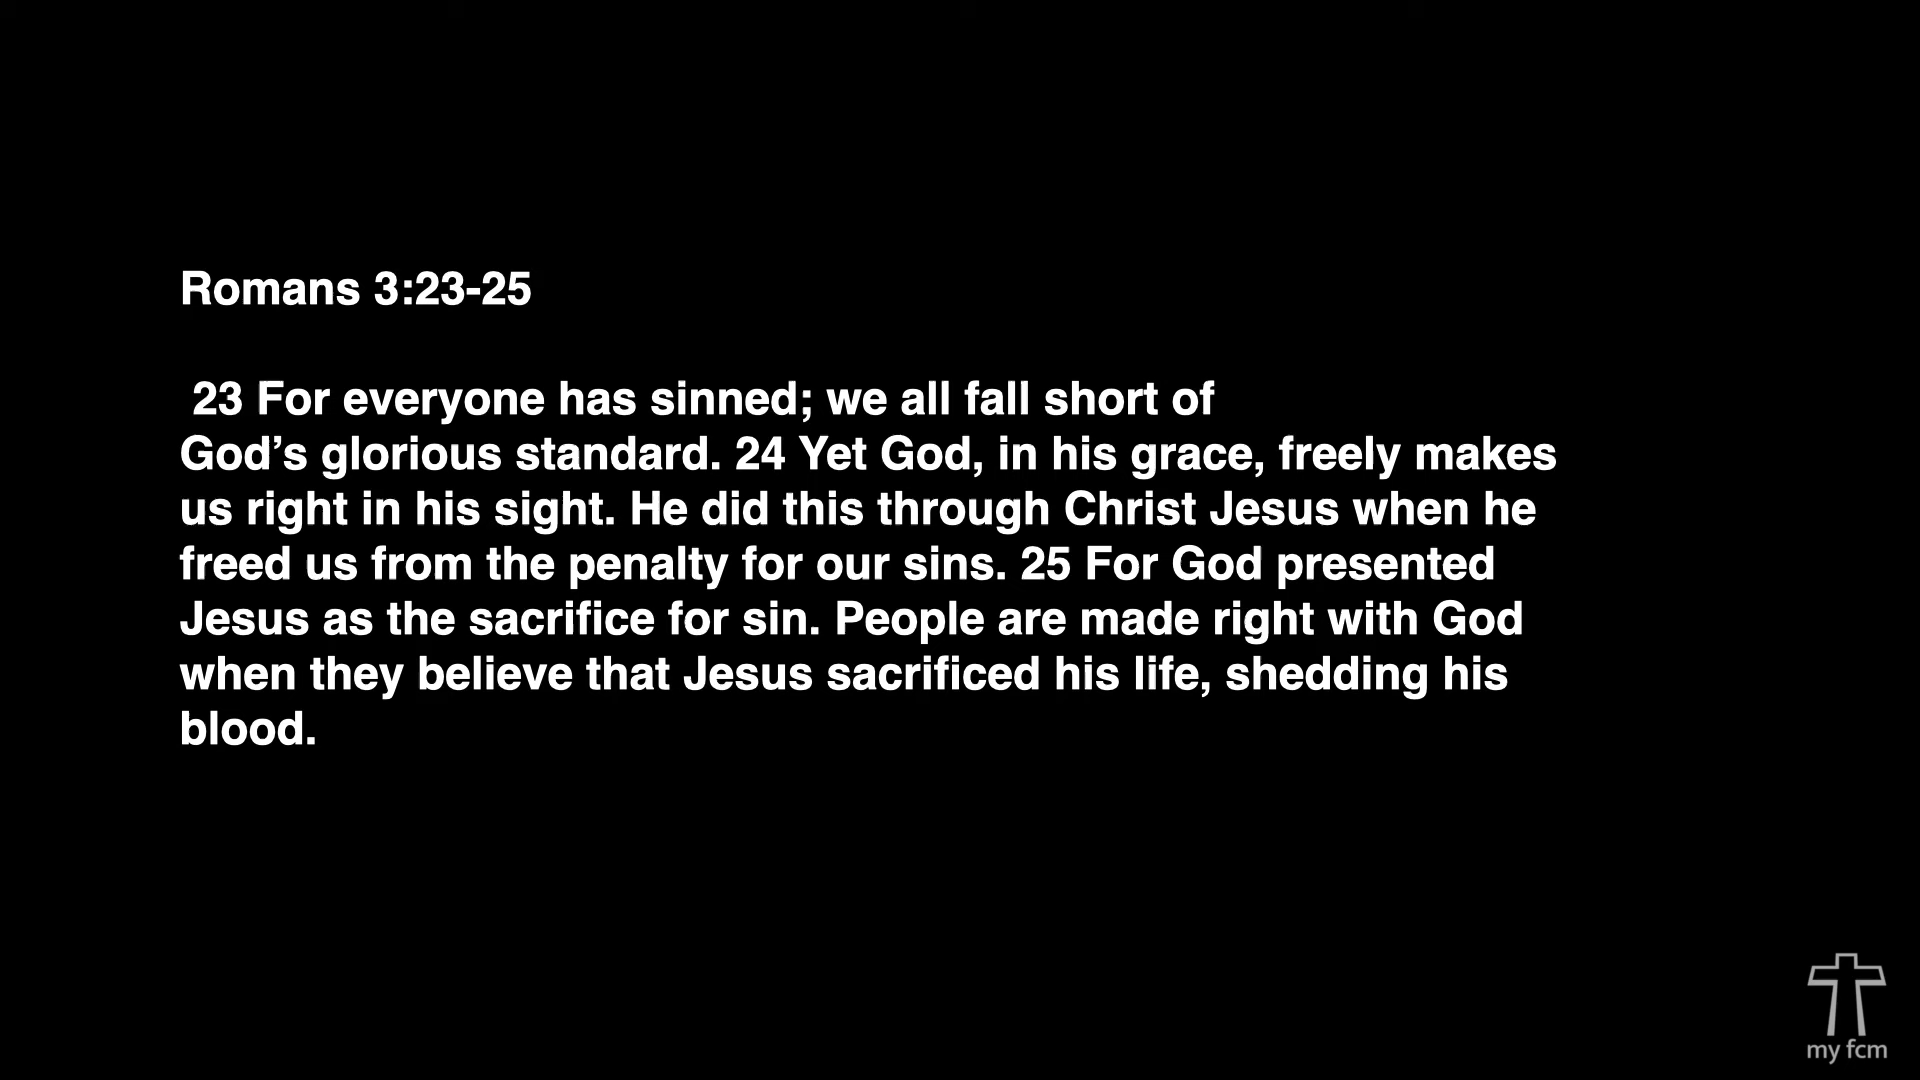 Romans 3:23-25
23 For everyone has sinned; we all fall short of
God’s glorious standard. 24 Yet God, in his grace, freely makes
us right in his sight. He did this through Christ Jesus when he
freed us from the penalty for our sins. 25 For God presented
Jesus as the sacrifice for sin. People are made right with God
when they believe that Jesus sacrificed his life, shedding his
blood.
my fcm